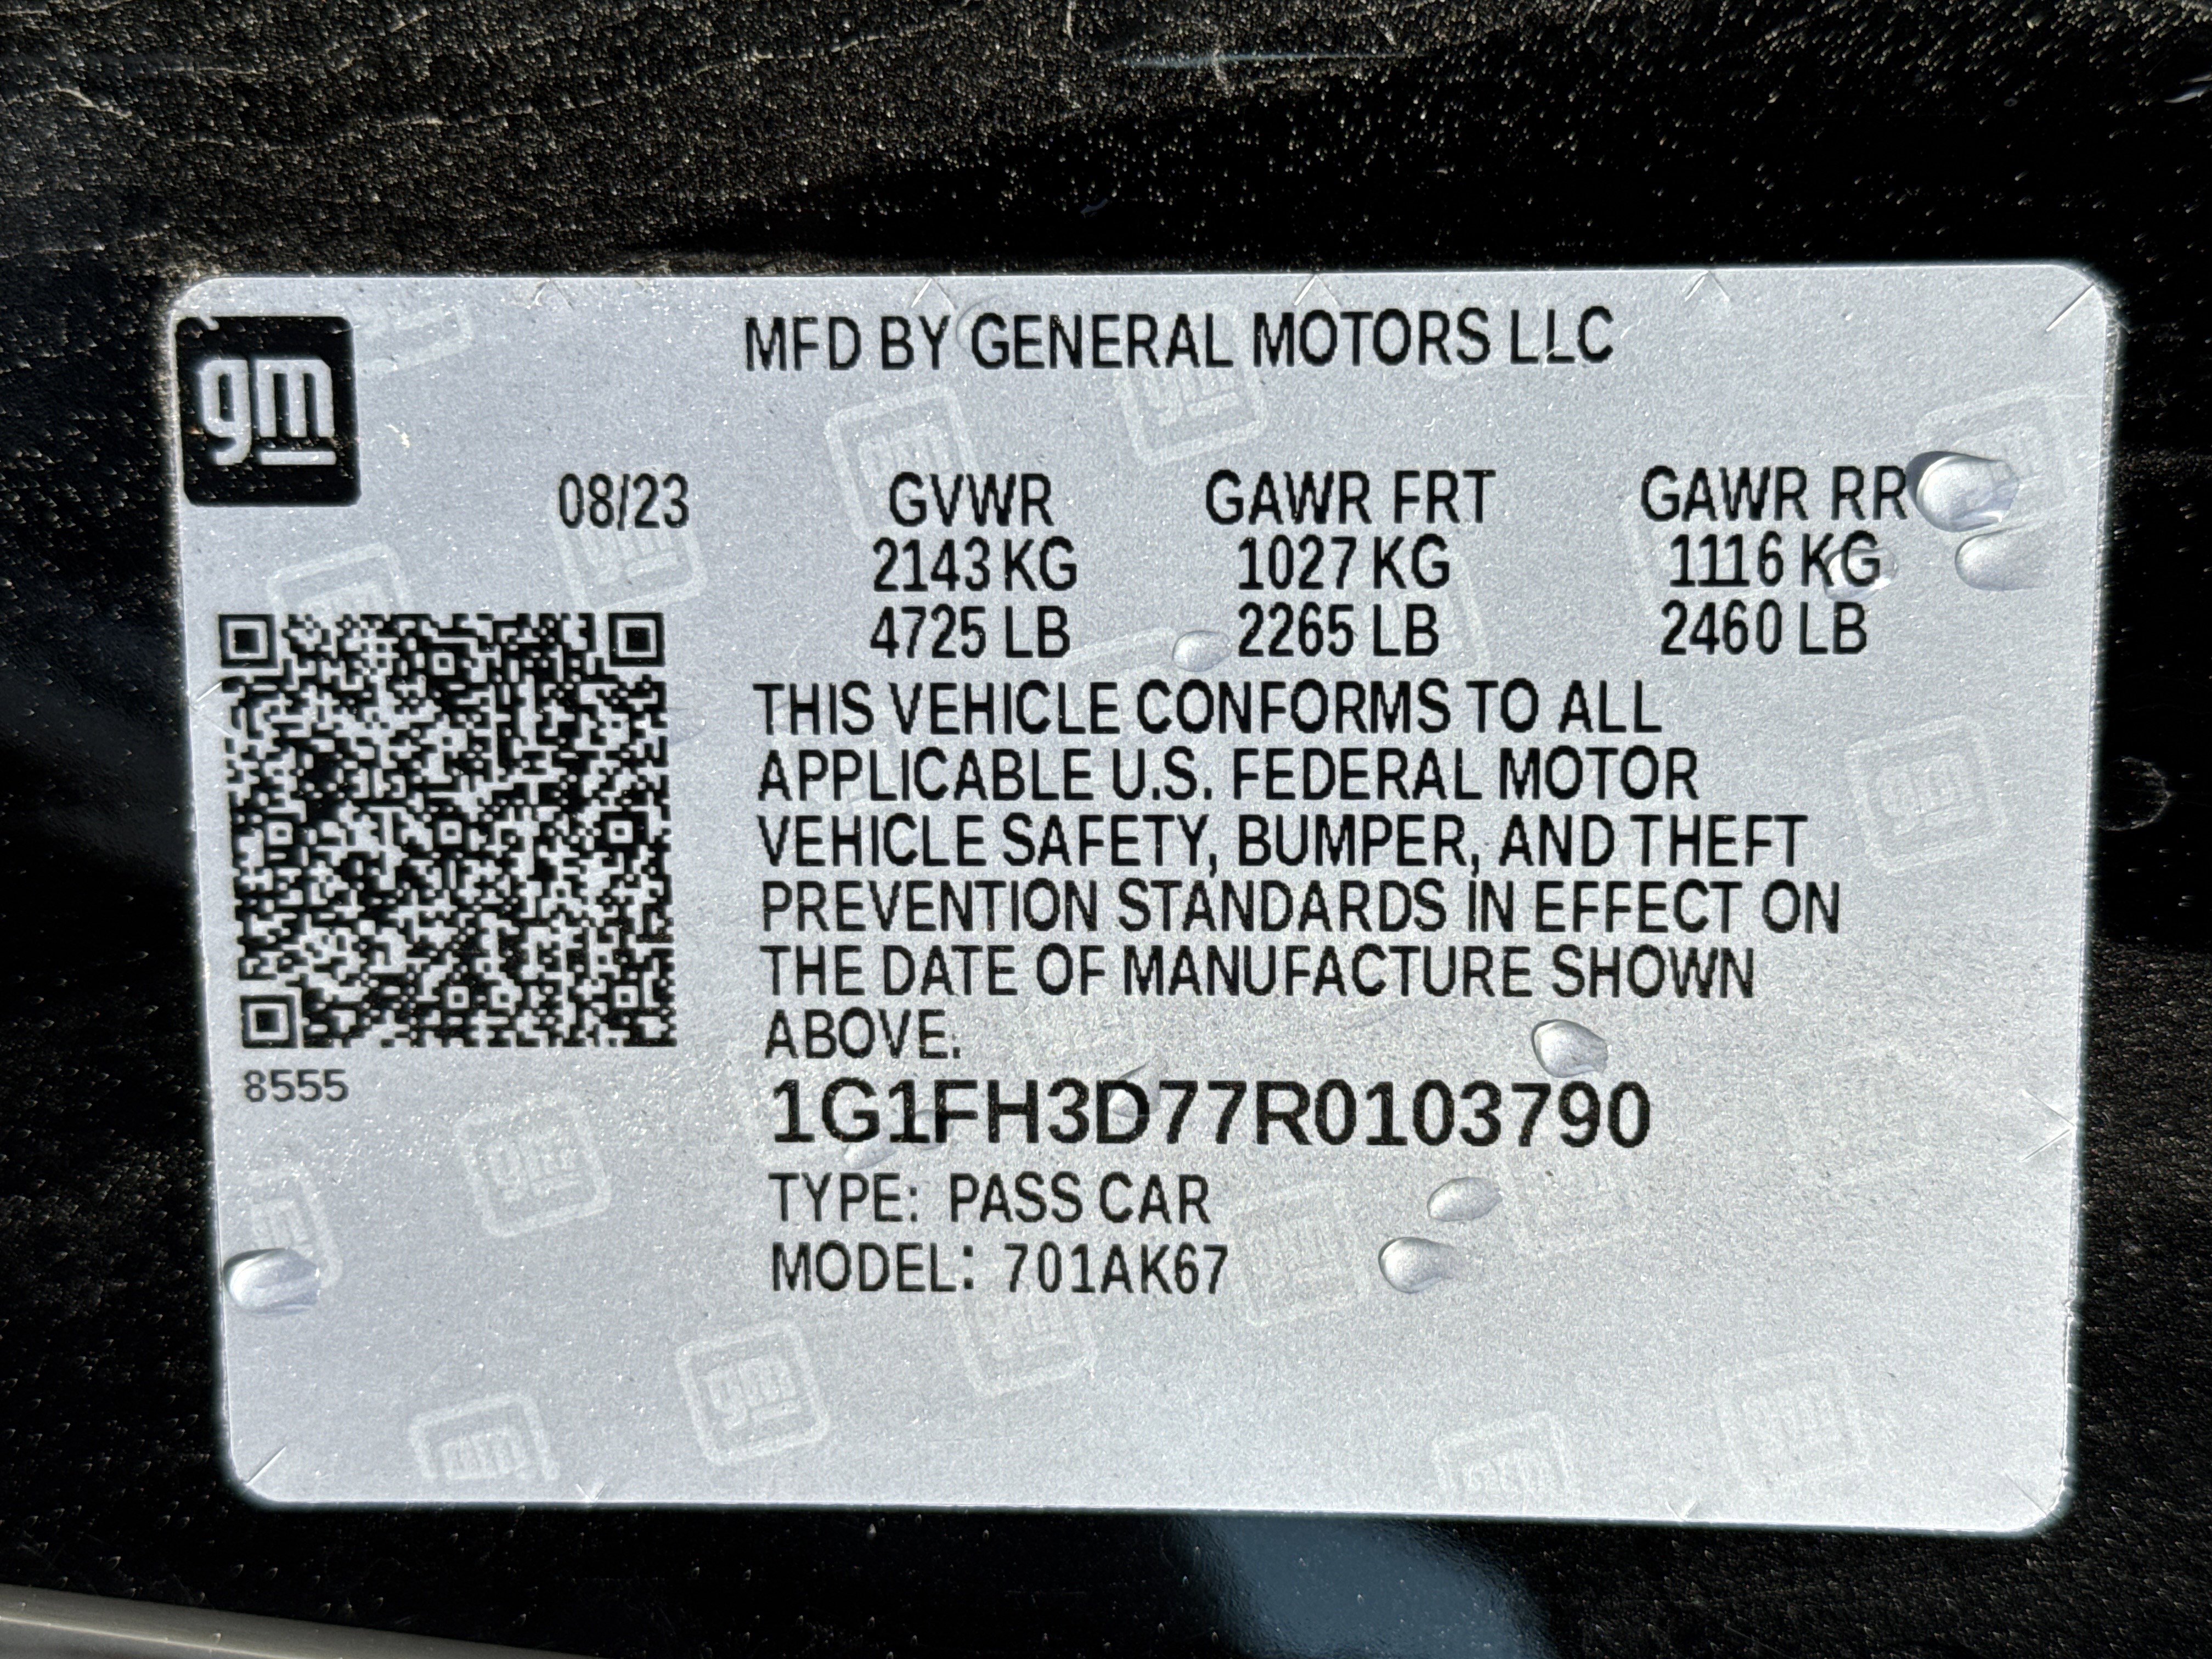 gm
MFD BY GENERAL MOTORS LLC
08/23 GVWR GAWR FRT GAWR RR
2143 KG 1027 KG 1116 KG
4725 LB 2265 LB 2460 LB
THIS VEHICLE CONFORMS TO ALL
APPLICABLE U.S. FEDERAL MOTOR
VEHICLE SAFETY, BUMPER, AND THEFT
PREVENTION STANDARDS IN EFFECT ON
THE DATE OF MANUFACTURE SHOWN
ABOVE.
8555
1G1FH3D77R0103790
TYPE: PASS CAR
MODEL: 701AK67